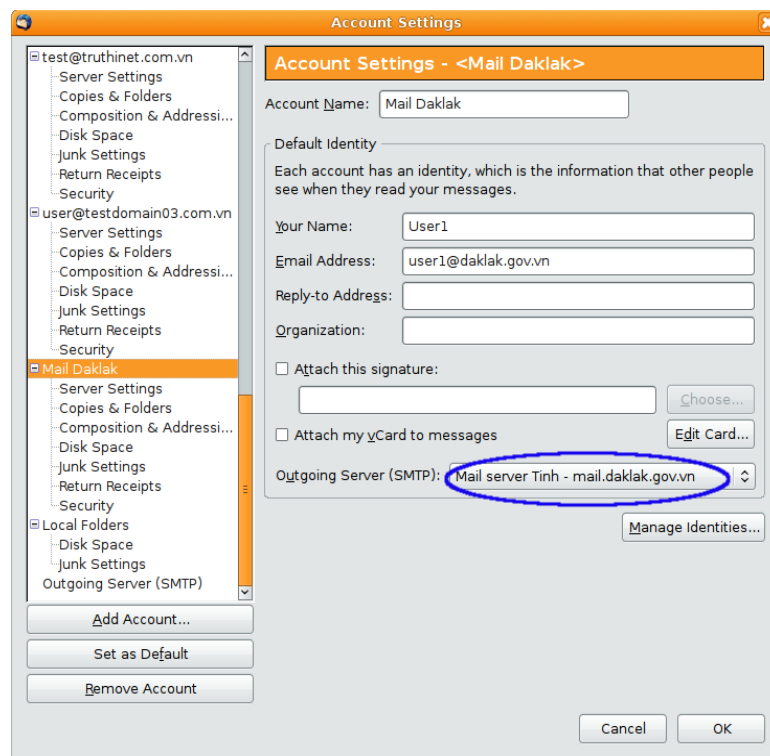 Account Settings
test@truthinet.com.vn
Server Settings
Copies & Folders
Composition & Addressi...
Disk Space
Junk Settings
Return Receipts
Security
user@testdomain03.com.vn
Server Settings
Copies & Folders
Composition & Addressi...
Disk Space
Junk Settings
Return Receipts
Security
Mail Daklak
Server Settings
Copies & Folders
Composition & Addressi...
Disk Space
Junk Settings
Return Receipts
Security
Local Folders
Disk Space
Junk Settings
Outgoing Server (SMTP)
Add Account...
Set as Default
Remove Account
Account Settings - <Mail Daklak>
Account Name: Mail Daklak
Default Identity
Each account has an identity, which is the information that other people
see when they read your messages.
Your Name: User1
Email Address: user1@daklak.gov.vn
Reply-to Address:
Organization:
Attach this signature:
Choose...
Attach my vCard to messages Edit Card...
Outgoing Server (SMTP): Mail server Tinh - mail.daklak.gov.vn
Manage Identities...
Cancel OK